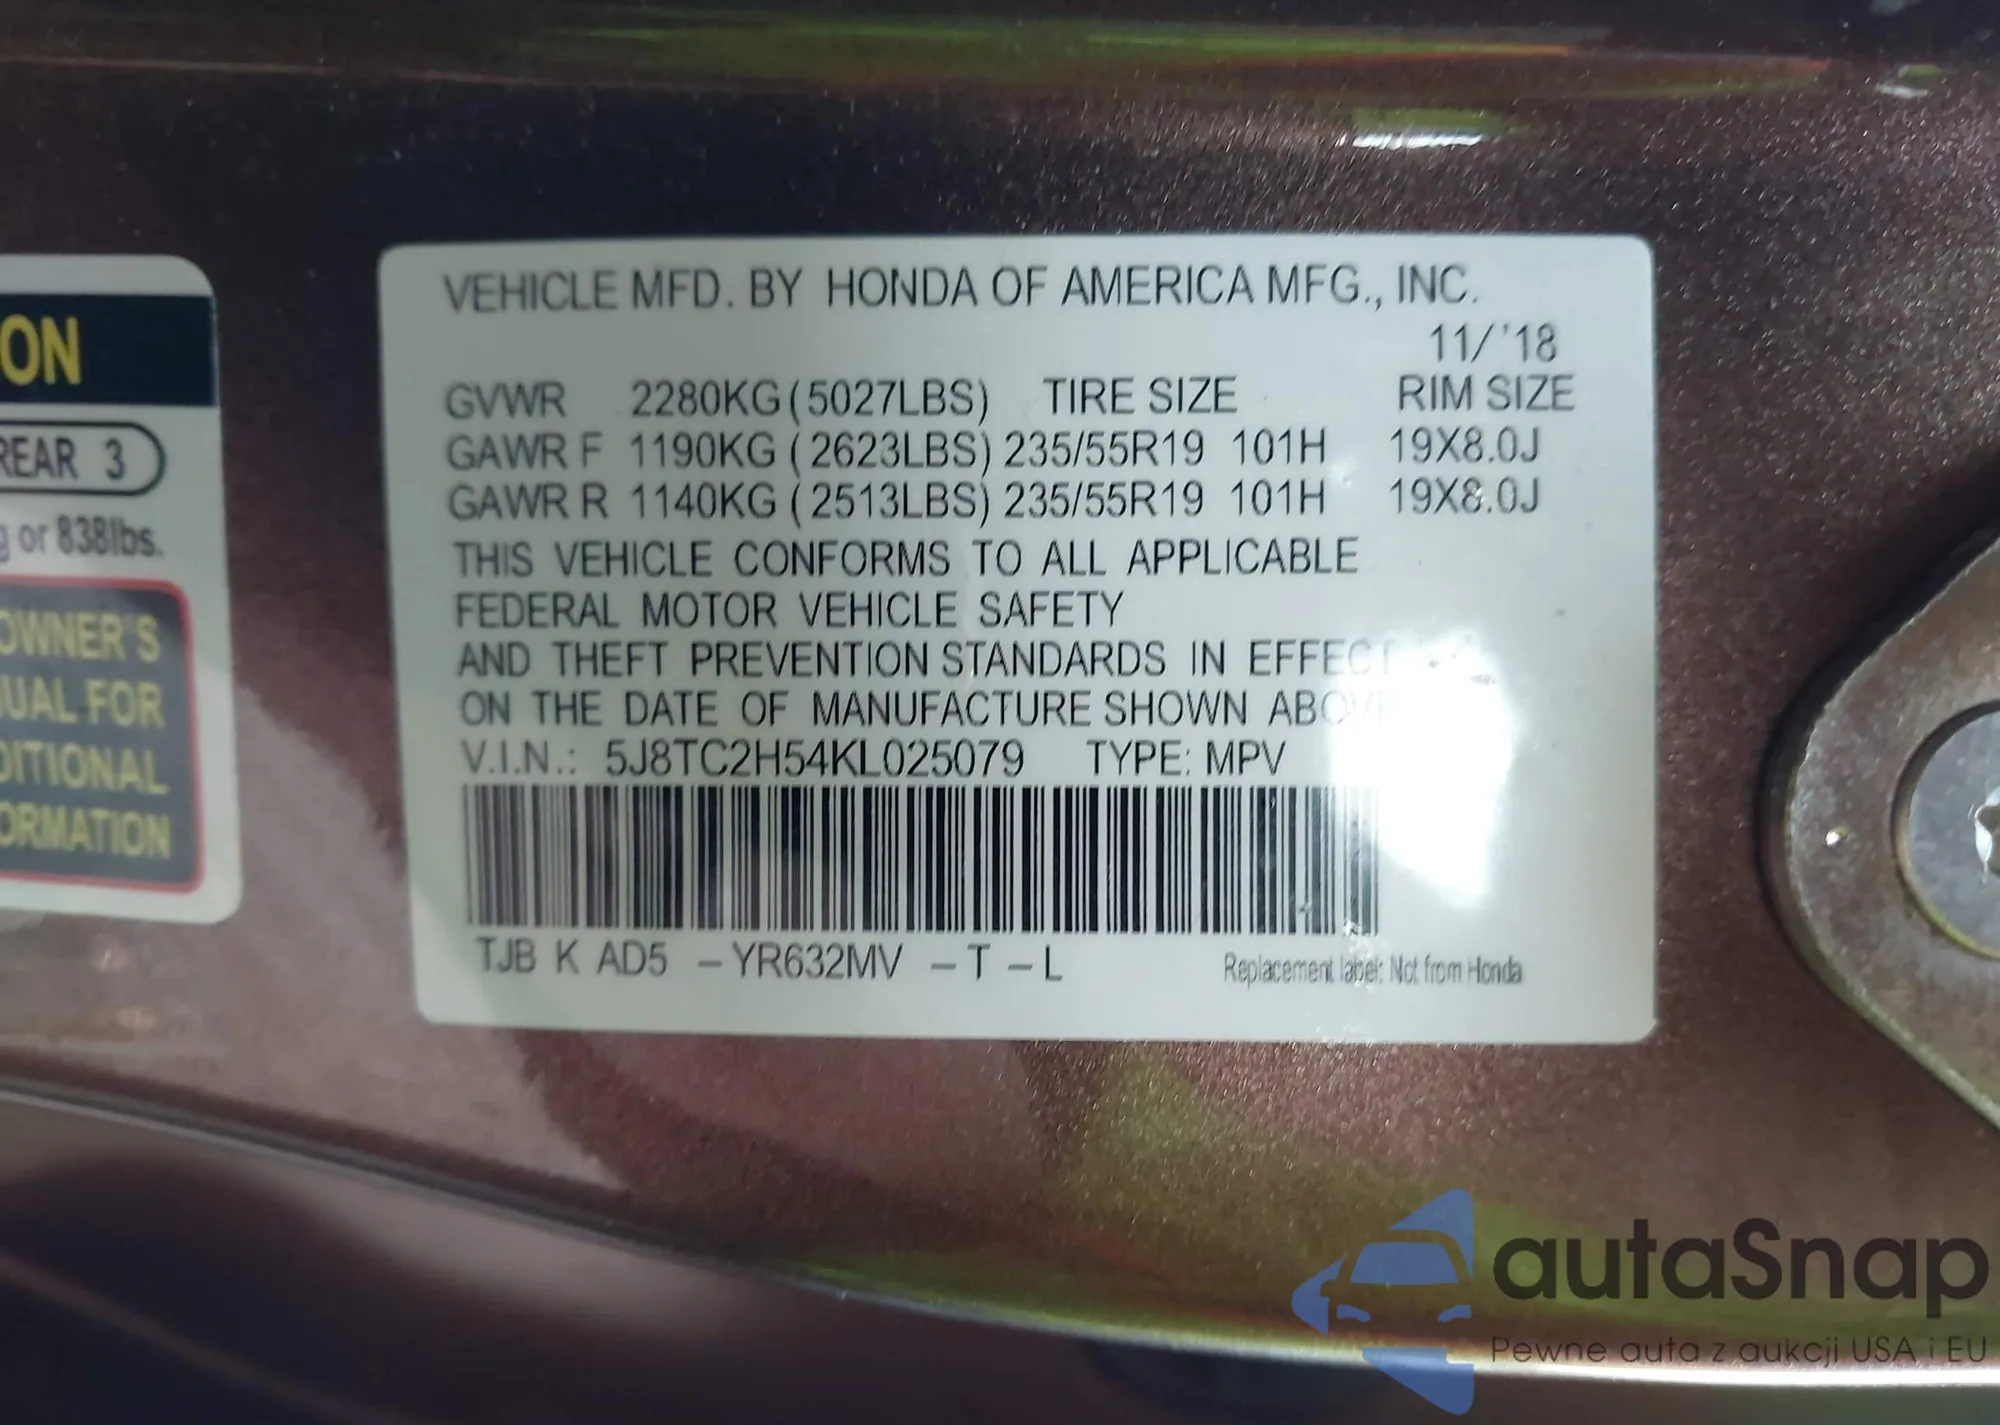 VEHICLE MFD. BY HONDA OF AMERICA MFG., INC.
11/'18
GVWR 2280KG (5027LBS) TIRE SIZE RIM SIZE
GAWR F 1190KG (2623LBS) 235/55R19 101H 19X8.0J
GAWR R 1140KG (2513LBS) 235/55R19 101H 19X8.0J
THIS VEHICLE CONFORMS TO ALL APPLICABLE
FEDERAL MOTOR VEHICLE SAFETY
AND THEFT PREVENTION STANDARDS IN EFFECT
ON THE DATE OF MANUFACTURE SHOWN ABOVE
V.I.N.: 5J8TC2H54KL025079 TYPE: MPV
TJB K AD5 –YR632MV –T –L
Replacement label: Not from Honda
ON
REAR 3
g or 838lbs.
OWNER'S
UAL FOR
DITIONAL
ORMATION
autaSnap
Pewne auta z aukcji USA i EU